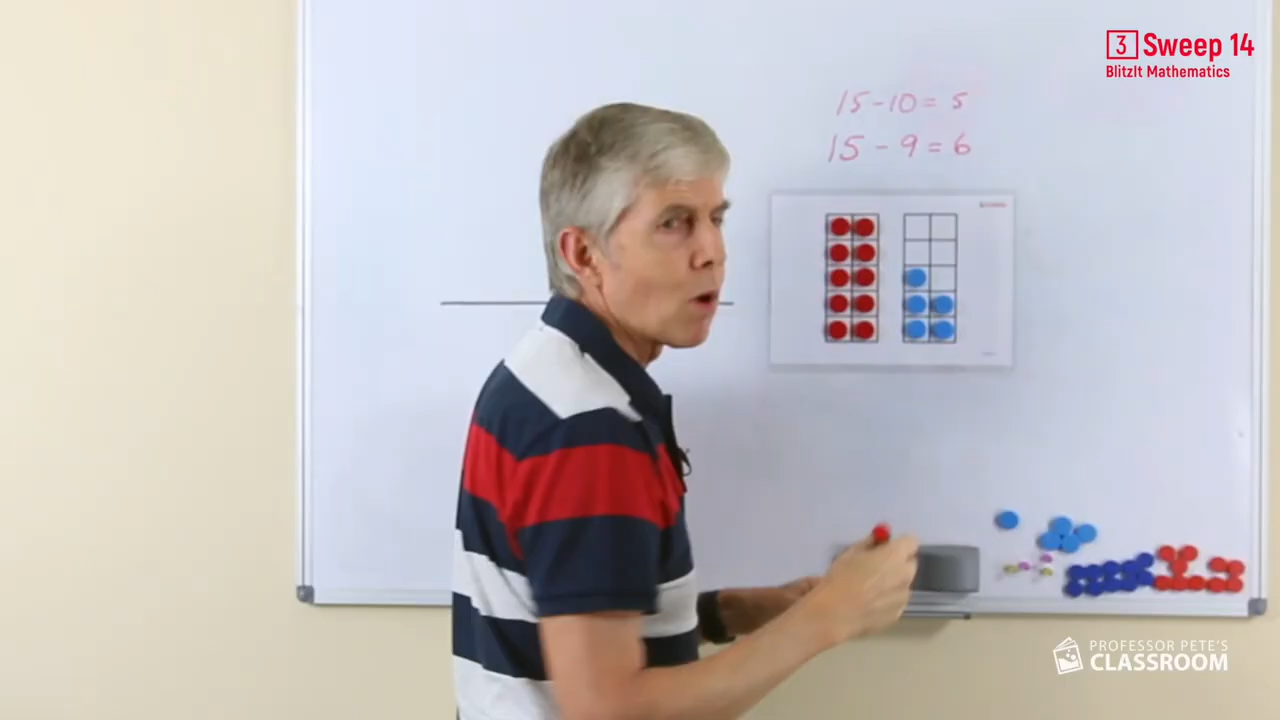 3 Sweep 14
BlitzIt Mathematics
15 - 10 = 5
15 - 9 = 6
PROFESSOR PETE'S
CLASSROOM